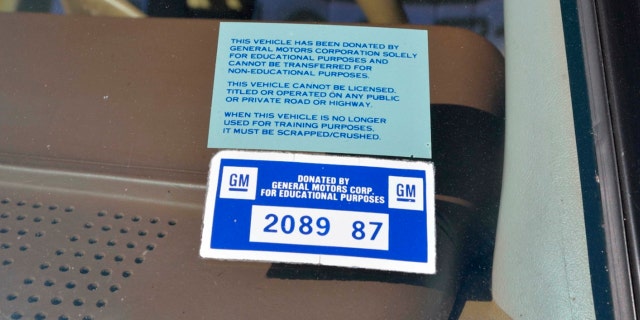 THIS VEHICLE HAS BEEN DONATED BY
GENERAL MOTORS CORPORATION SOLELY
FOR EDUCATIONAL PURPOSES AND
CANNOT BE TRANSFERRED FOR
NON-EDUCATIONAL PURPOSES.
THIS VEHICLE CANNOT BE LICENSED,
TITLED OR OPERATED ON ANY PUBLIC
OR PRIVATE ROAD OR HIGHWAY.
WHEN THIS VEHICLE IS NO LONGER
USED FOR TRAINING PURPOSES,
IT MUST BE SCRAPPED/CRUSHED.
GM
DONATED BY
GENERAL MOTORS CORP.
FOR EDUCATIONAL PURPOSES
GM
2089 87